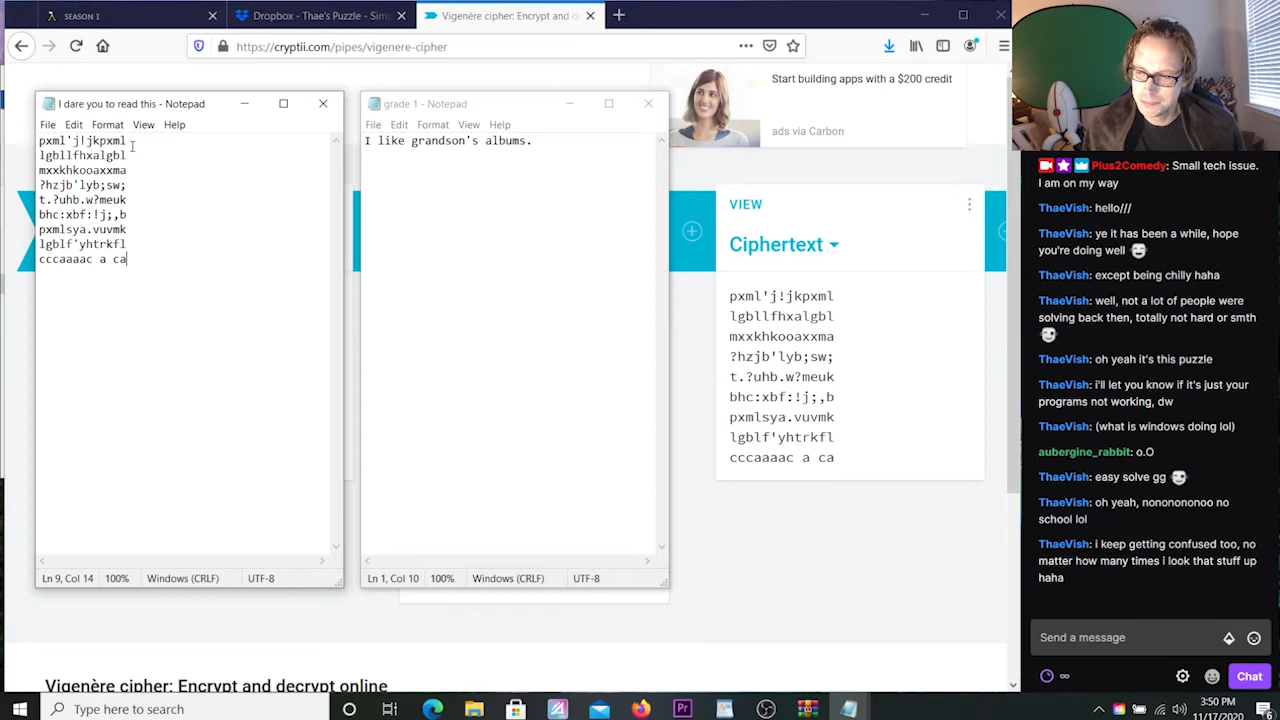 SEASON I
Dropbox - Thae's Puzzle - Sim
Vigenère cipher: Encrypt and d
https://cryptii.com/pipes/vigenere-cipher
Start building apps with a $200 credit
ads via Carbon
I dare you to read this - Notepad
File Edit Format View Help
pxml'j!jkpxml
lgbllfhxalgbl
mxxkhkooaxxma
?hzjb'lyb;sw;
t.?uhb.w?meuk
bhc:xbf:!j;,b
pxmlsya.vuvmk
lgblf'yhtrkfl
cccaaaac a ca
Ln 9, Col 14 100% Windows (CRLF) UTF-8
grade 1 - Notepad
File Edit Format View Help
I like grandson's albums.
Ln 1, Col 10 100% Windows (CRLF) UTF-8
VIEW
Ciphertext
pxml'j!jkpxml
lgbllfhxalgbl
mxxkhkooaxxma
?hzjb'lyb;sw;
t.?uhb.w?meuk
bhc:xbf:!j;,b
pxmlsya.vuvmk
lgblf'yhtrkfl
cccaaaac a ca
Vigenère cipher: Encrypt and decrypt online
Plus2Comedy: Small tech issue.
I am on my way
ThaeVish: hello///
ThaeVish: ye it has been a while, hope
you're doing well
ThaeVish: except being chilly haha
ThaeVish: well, not a lot of people were
solving back then, totally not hard or smth
ThaeVish: oh yeah it's this puzzle
ThaeVish: i'll let you know if it's just your
programs not working, dw
ThaeVish: (what is windows doing lol)
aubergine_rabbit: o.O
ThaeVish: easy solve gg
ThaeVish: oh yeah, nonononono​o no
school lol
ThaeVish: i keep getting confused too, no
matter how many times i look that stuff up
haha
Send a message
Chat
Type here to search
Pr
3:50 PM
11/17/2020